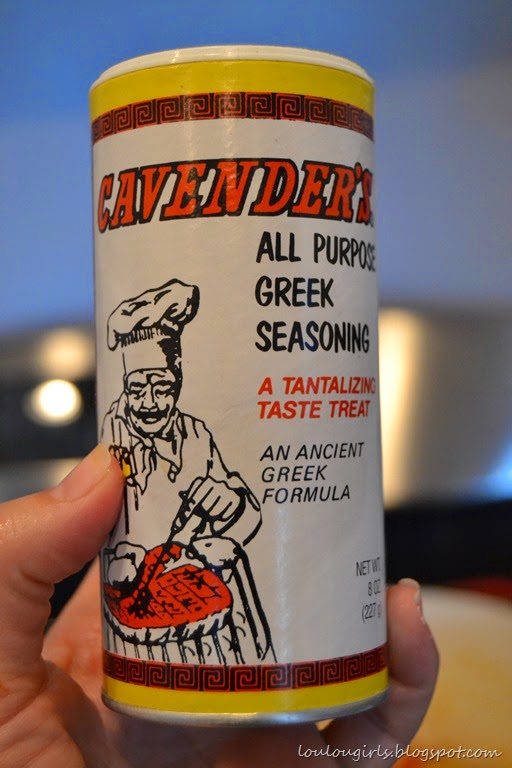 CAVENDER'S
ALL PURPOSE
GREEK
SEASONING
A TANTALIZING
TASTE TREAT
AN ANCIENT
GREEK
FORMULA
NET WT.
8 OZ.
(227 g)
loulougirls.blogspot.com